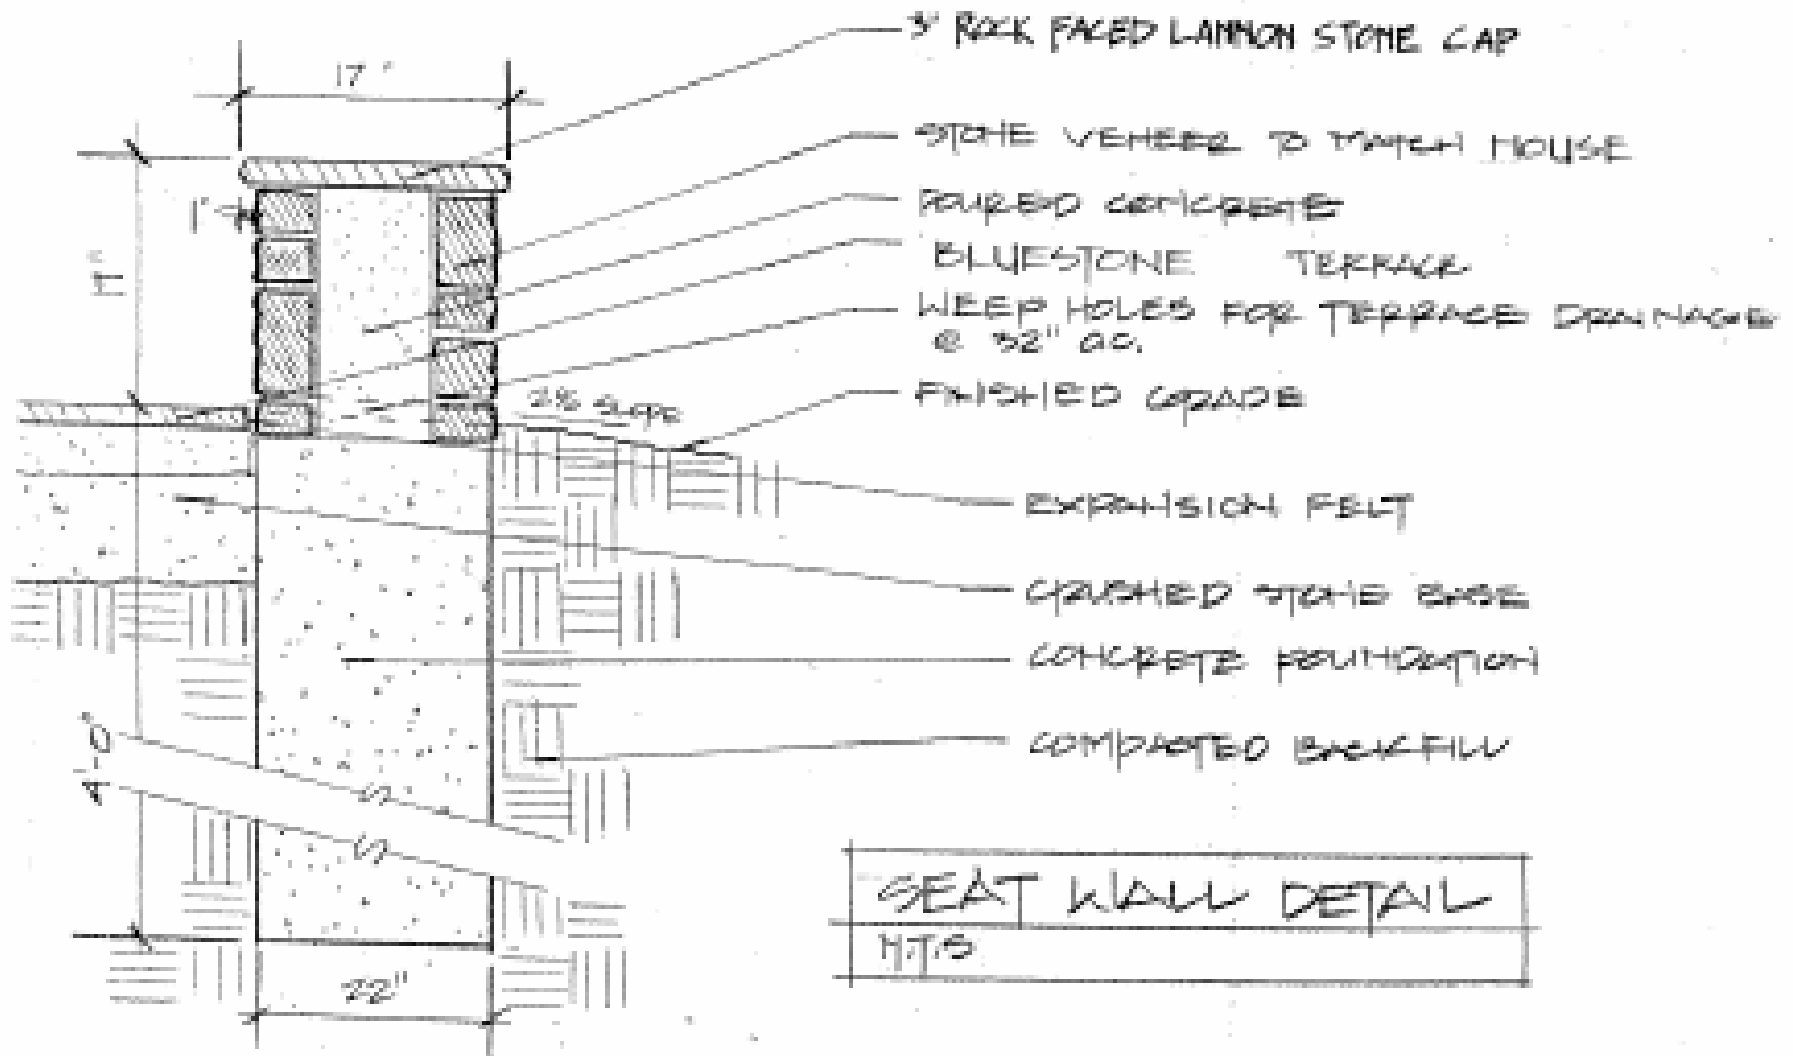 3" ROCK FACED LANNON STONE CAP
17"
STONE VENEER TO MATCH HOUSE
POURED CONCRETE
1"
BLUESTONE TERRACE
WEEP HOLES FOR TERRACE DRAINAGE
@ 32" O.C.
FINISHED GRADE
2% SLOPE
EXPANSION FELT
CRUSHED STONE BASE
CONCRETE FOUNDATION
COMPACTED BACKFILL
4'-0"
SEAT WALL DETAIL
N.T.S
22"